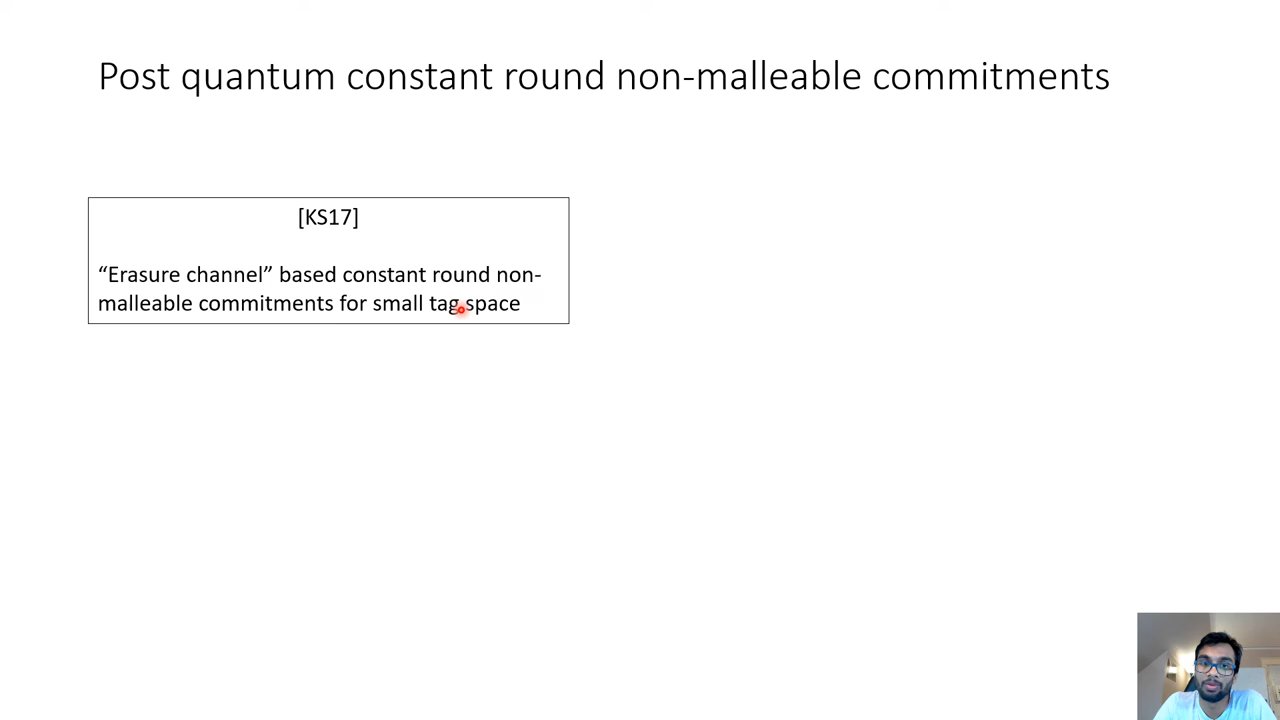 Post quantum constant round non-malleable commitments
[KS17]
“Erasure channel” based constant round non-
malleable commitments for small tag space